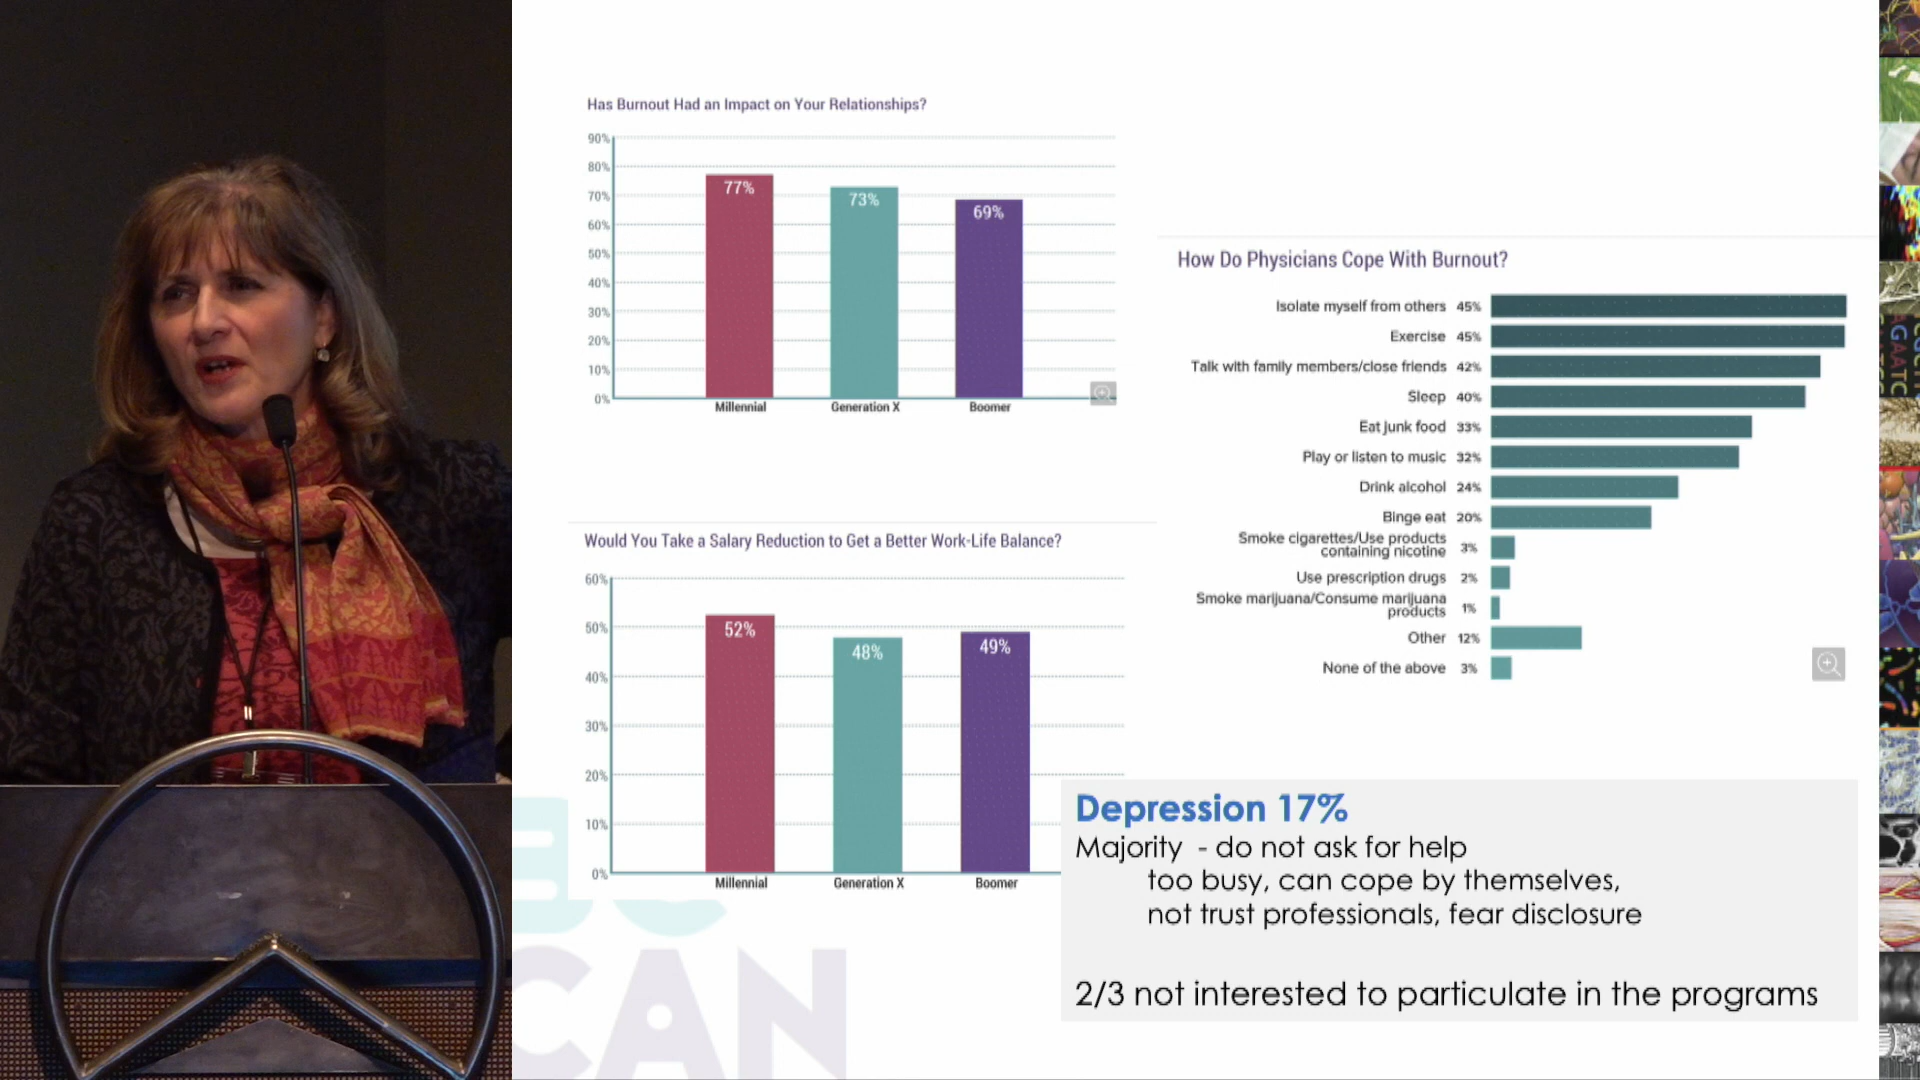 Has Burnout Had an Impact on Your Relationships?
90%
80%
70%
60%
50%
40%
30%
20%
10%
0%
77%
73%
69%
Millennial
Generation X
Boomer
Would You Take a Salary Reduction to Get a Better Work-Life Balance?
60%
50%
40%
30%
20%
10%
0%
52%
48%
49%
Millennial
Generation X
Boomer
How Do Physicians Cope With Burnout?
Isolate myself from others 45%
Exercise 45%
Talk with family members/close friends 42%
Sleep 40%
Eat junk food 33%
Play or listen to music 32%
Drink alcohol 24%
Binge eat 20%
Smoke cigarettes/Use products
containing nicotine 3%
Use prescription drugs 2%
Smoke marijuana/Consume marijuana
products 1%
Other 12%
None of the above 3%
Depression 17%
Majority - do not ask for help
too busy, can cope by themselves,
not trust professionals, fear disclosure
2/3 not interested to particulate in the programs
CAN